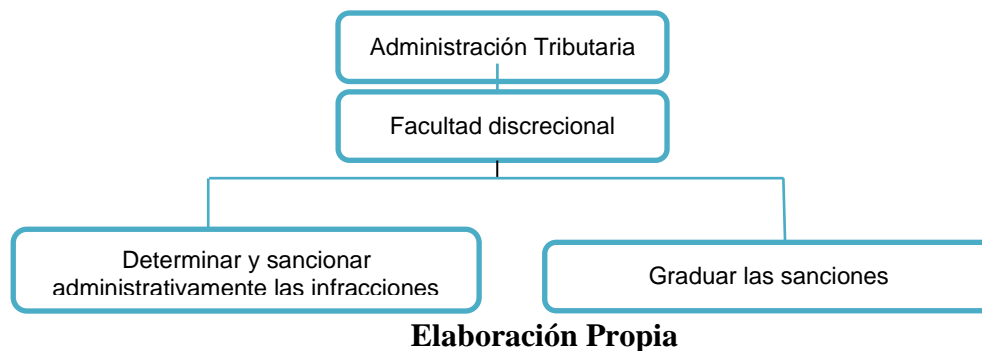 Administración Tributaria
Facultad discrecional
Determinar y sancionar
administrativamente las infracciones
Graduar las sanciones
Elaboración Propia